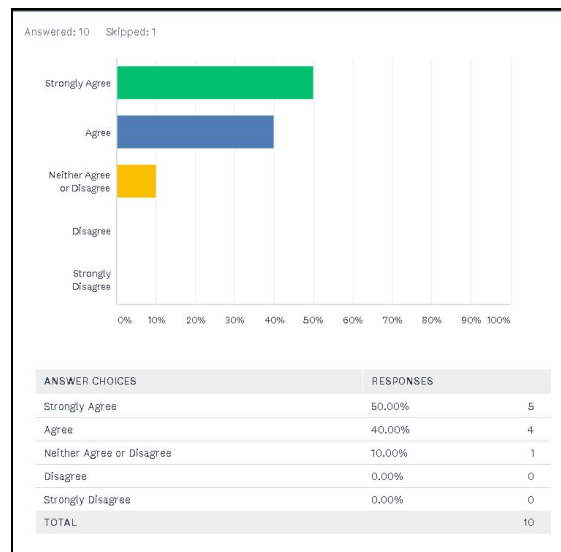 Answered: 10 Skipped: 1
Strongly Agree
Agree
Neither Agree
or Disagree
Disagree
Strongly
Disagree
0% 10% 20% 30% 40% 50% 60% 70% 80% 90% 100%
ANSWER CHOICES RESPONSES
Strongly Agree 50.00% 5
Agree 40.00% 4
Neither Agree or Disagree 10.00% 1
Disagree 0.00% 0
Strongly Disagree 0.00% 0
TOTAL 10